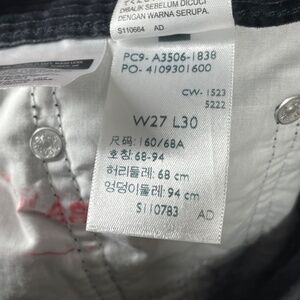 DIBALIK SEBELUM DICUCI
DENGAN WARNA SERUPA.
S110664 AD
PC9- A3506-1838
PO- 4109301600
CW-1523
5222
W27 L30
尺码: 160/68A
호칭: 68-94
허리둘레: 68 cm
엉덩이둘레: 94 cm
S110783 AD